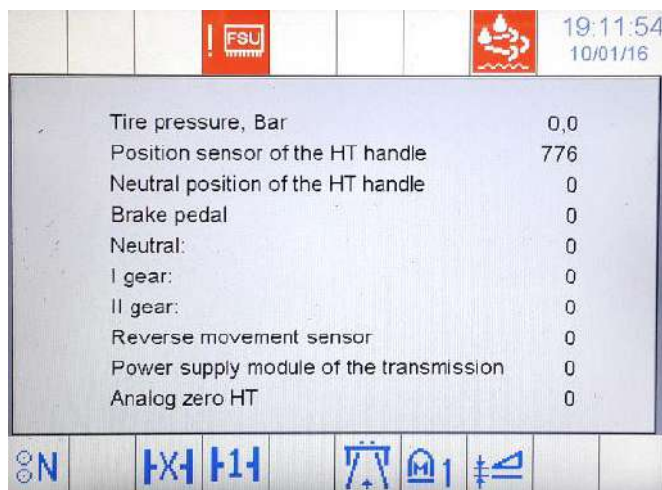 ! FSU
19:11:54
10/01/16
Tire pressure, Bar 0,0
Position sensor of the HT handle 776
Neutral position of the HT handle 0
Brake pedal 0
Neutral: 0
I gear: 0
II gear: 0
Reverse movement sensor 0
Power supply module of the transmission 0
Analog zero HT 0
N X 1 M 1